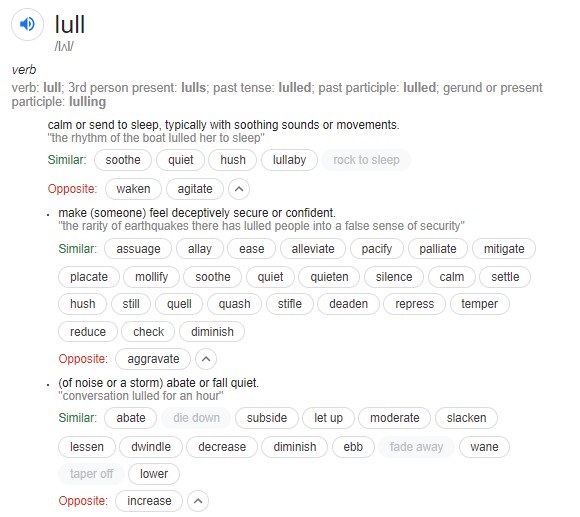 lull
/lʌl/
verb
verb: lull; 3rd person present: lulls; past tense: lulled; past participle: lulled; gerund or present
participle: lulling
calm or send to sleep, typically with soothing sounds or movements.
"the rhythm of the boat lulled her to sleep"
Similar: soothe quiet hush lullaby rock to sleep
Opposite: waken agitate
• make (someone) feel deceptively secure or confident.
"the rarity of earthquakes there has lulled people into a false sense of security"
Similar: assuage allay ease alleviate pacify palliate mitigate
placate mollify soothe quiet quieten silence calm settle
hush still quell quash stifle deaden repress temper
reduce check diminish
Opposite: aggravate
• (of noise or a storm) abate or fall quiet.
"conversation lulled for an hour"
Similar: abate die down subside let up moderate slacken
lessen dwindle decrease diminish ebb fade away wane
taper off lower
Opposite: increase